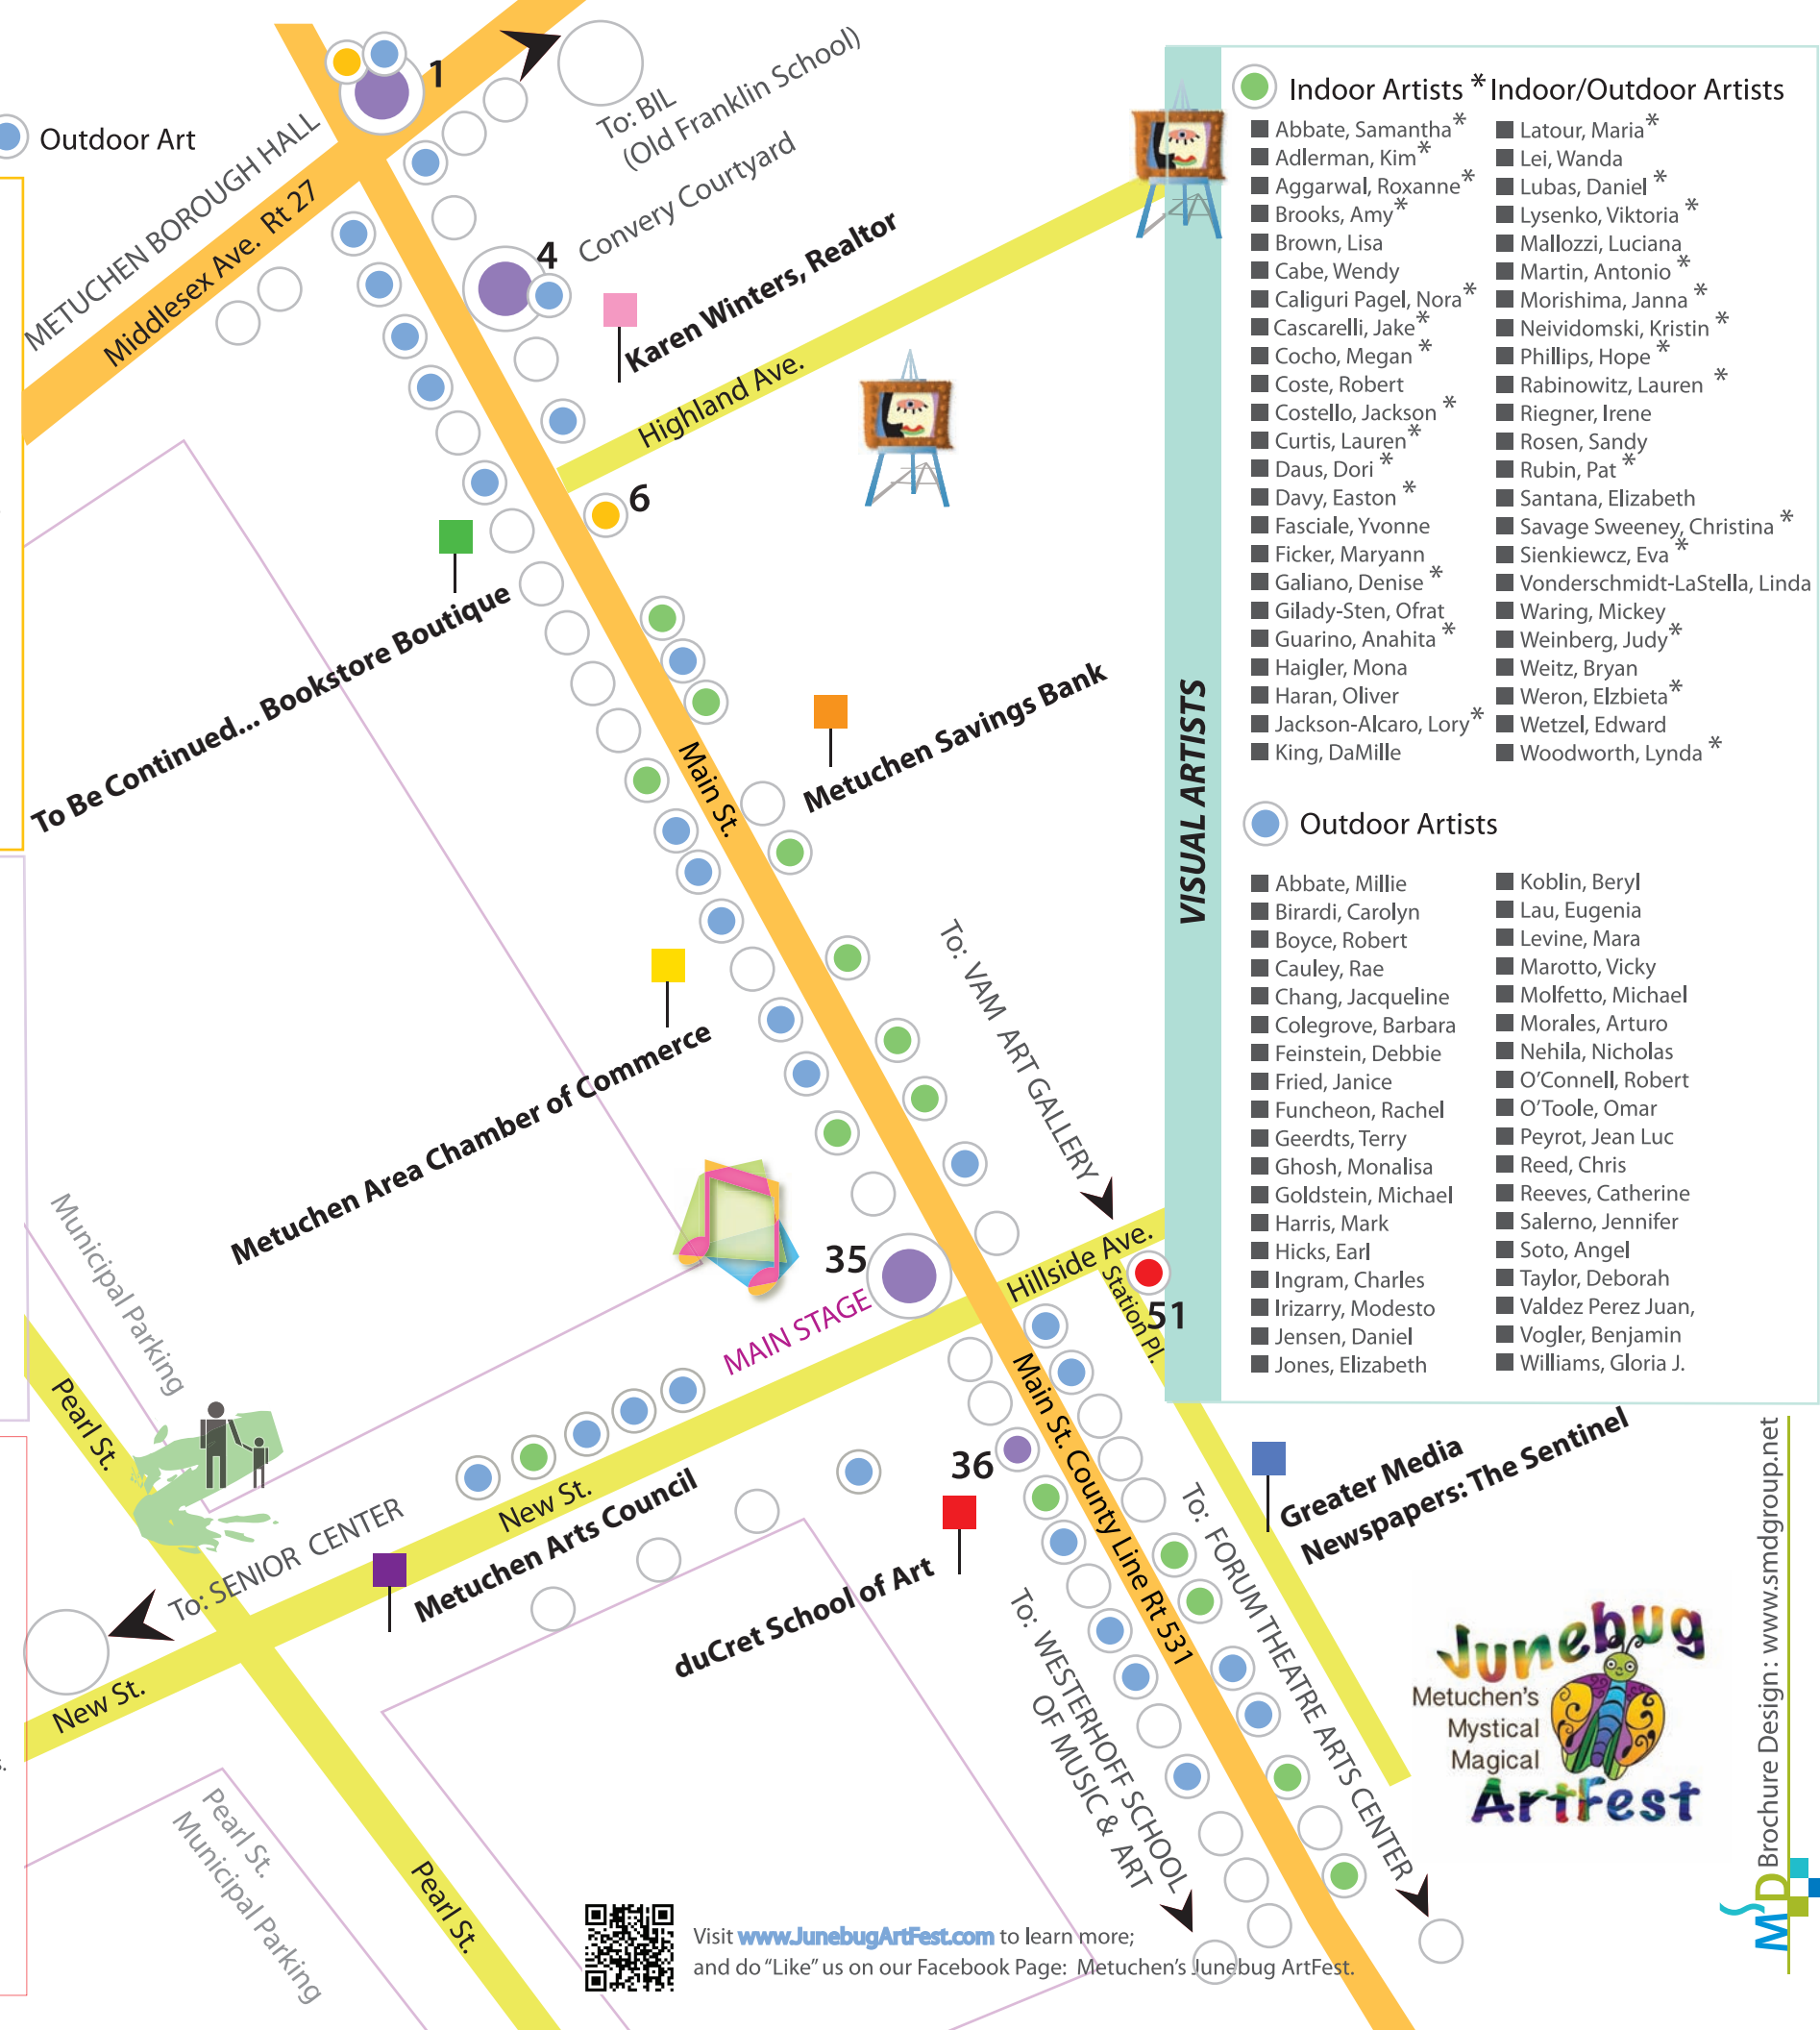 Outdoor Art
METUCHEN BOROUGH HALL
Middlesex Ave. Rt 27
1
To: BIL
(Old Franklin School)
4
Convery Courtyard
Karen Winters, Realtor
Highland Ave.
6
To Be Continued... Bookstore Boutique
Main St.
Metuchen Savings Bank
Metuchen Area Chamber of Commerce
To: VAM ART GALLERY
Municipal Parking
Pearl St.
35
MAIN STAGE
Hillside Ave.
Station Pl.
51
To: SENIOR CENTER
New St.
New St.
Metuchen Arts Council
36
duCret School of Art
Main St. County Line Rt 531
To: WESTERHOFF SCHOOL
OF MUSIC & ART
To: FORUM THEATRE ARTS CENTER
Greater Media
Newspapers: The Sentinel
Pearl St.
Municipal Parking
Pearl St.
VISUAL ARTISTS
Indoor Artists * Indoor/Outdoor Artists
Abbate, Samantha*
Adlerman, Kim*
Aggarwal, Roxanne*
Brooks, Amy*
Brown, Lisa
Cabe, Wendy
Caliguri Pagel, Nora*
Cascarelli, Jake*
Cocho, Megan *
Coste, Robert
Costello, Jackson *
Curtis, Lauren*
Daus, Dori *
Davy, Easton *
Fasciale, Yvonne
Ficker, Maryann
Galiano, Denise *
Gilady-Sten, Ofrat
Guarino, Anahita *
Haigler, Mona
Haran, Oliver
Jackson-Alcaro, Lory*
King, DaMille
Latour, Maria*
Lei, Wanda
Lubas, Daniel *
Lysenko, Viktoria *
Mallozzi, Luciana
Martin, Antonio *
Morishima, Janna *
Neividomski, Kristin *
Phillips, Hope *
Rabinowitz, Lauren *
Riegner, Irene
Rosen, Sandy
Rubin, Pat *
Santana, Elizabeth
Savage Sweeney, Christina *
Sienkiewcz, Eva *
Vonderschmidt-LaStella, Linda
Waring, Mickey
Weinberg, Judy*
Weitz, Bryan
Weron, Elzbieta*
Wetzel, Edward
Woodworth, Lynda *
Outdoor Artists
Abbate, Millie
Birardi, Carolyn
Boyce, Robert
Cauley, Rae
Chang, Jacqueline
Colegrove, Barbara
Feinstein, Debbie
Fried, Janice
Funcheon, Rachel
Geerdts, Terry
Ghosh, Monalisa
Goldstein, Michael
Harris, Mark
Hicks, Earl
Ingram, Charles
Irizarry, Modesto
Jensen, Daniel
Jones, Elizabeth
Koblin, Beryl
Lau, Eugenia
Levine, Mara
Marotto, Vicky
Molfetto, Michael
Morales, Arturo
Nehila, Nicholas
O'Connell, Robert
O'Toole, Omar
Peyrot, Jean Luc
Reed, Chris
Reeves, Catherine
Salerno, Jennifer
Soto, Angel
Taylor, Deborah
Valdez Perez Juan,
Vogler, Benjamin
Williams, Gloria J.
Junebug
Metuchen's
Mystical
Magical
ArtFest
SMD Brochure Design: www.smdgroup.net
Visit www.JunebugArtFest.com to learn more;
and do "Like" us on our Facebook Page: Metuchen's Junebug ArtFest.